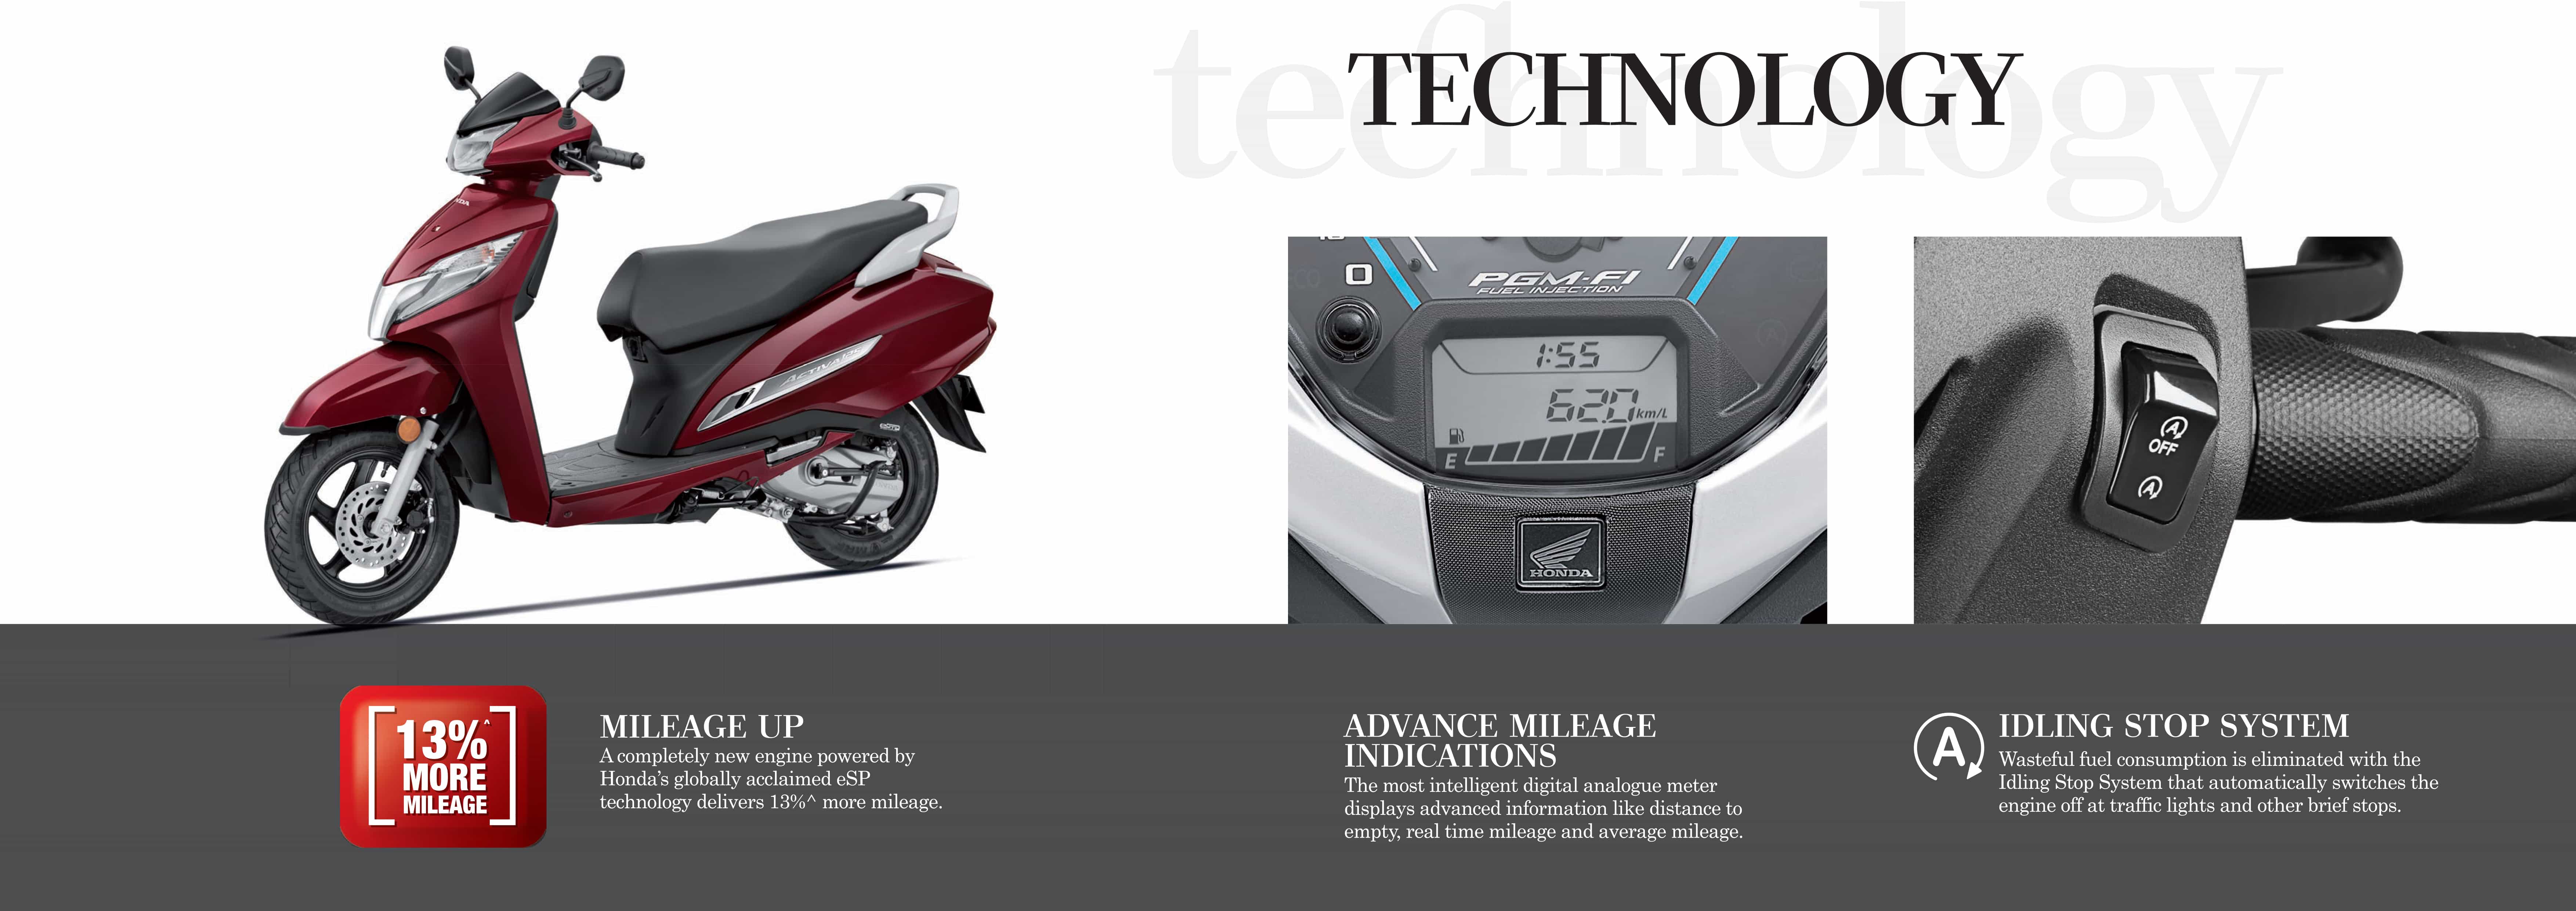 technology
TECHNOLOGY
PGM-FI
FUEL INJECTION
0
1:55
62.0 km/L
E F
HONDA
ACTIVA 125
A OFF
A
13%^
MORE
MILEAGE
MILEAGE UP
A completely new engine powered by
Honda's globally acclaimed eSP
technology delivers 13%^ more mileage.
ADVANCE MILEAGE
INDICATIONS
The most intelligent digital analogue meter
displays advanced information like distance to
empty, real time mileage and average mileage.
A
IDLING STOP SYSTEM
Wasteful fuel consumption is eliminated with the
Idling Stop System that automatically switches the
engine off at traffic lights and other brief stops.